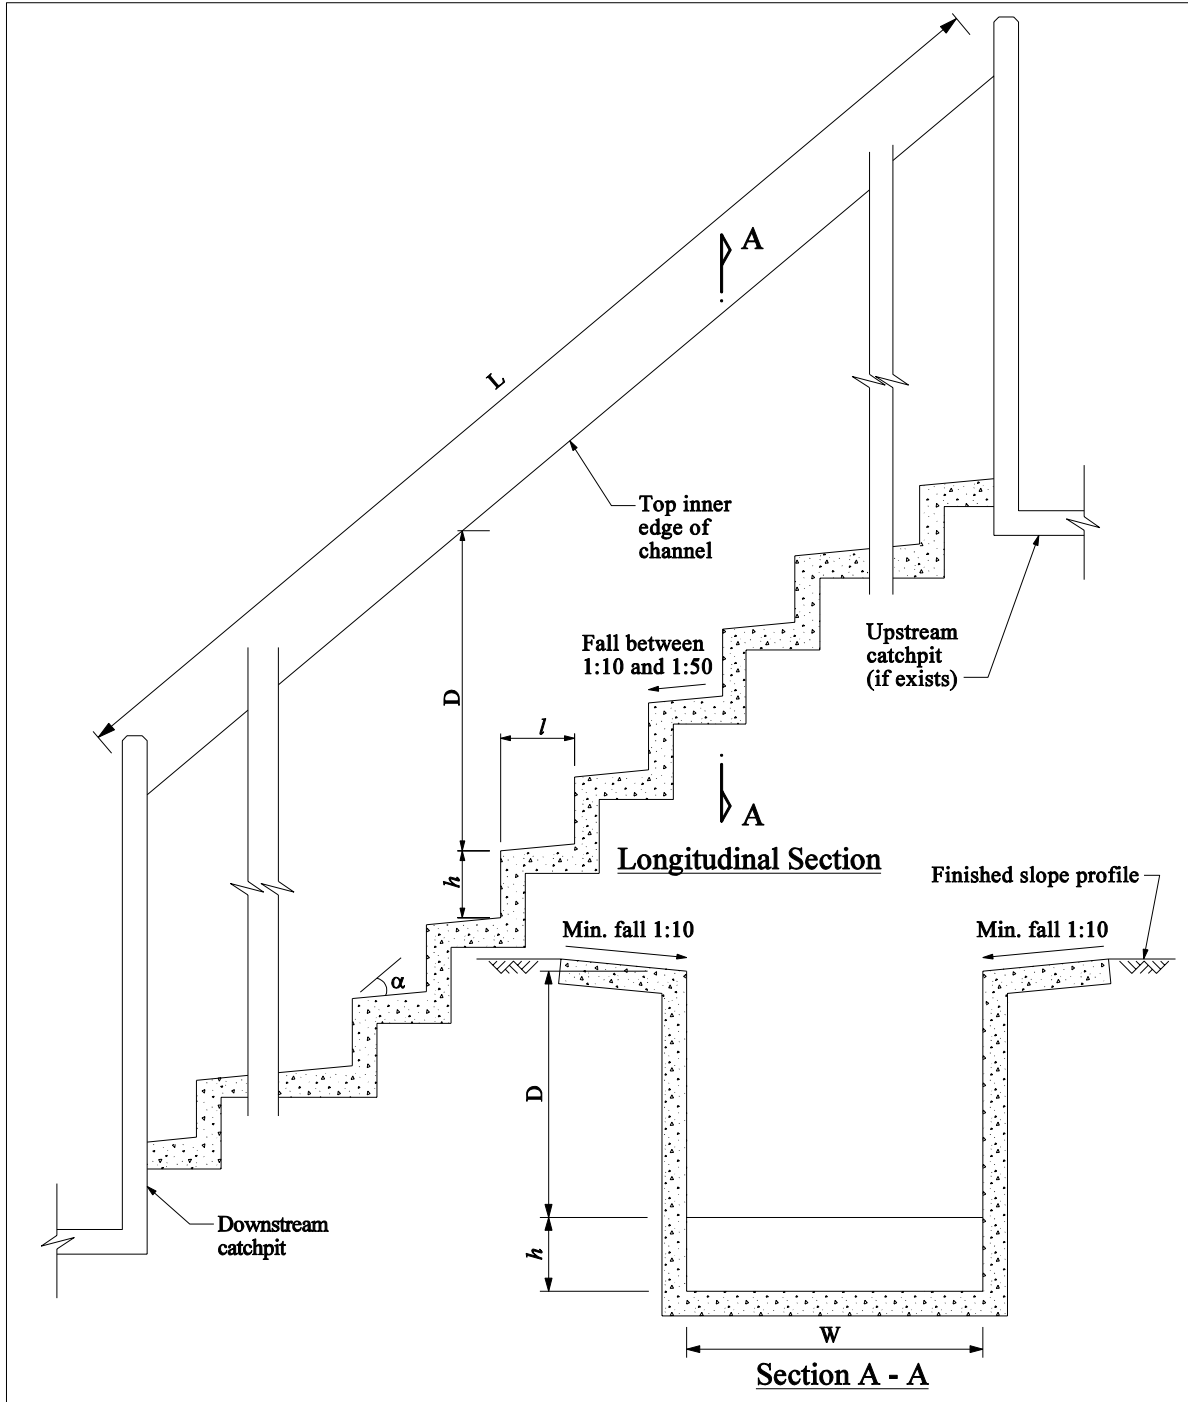 A
L
Top inner
edge of
channel
Fall between
1:10 and 1:50
Upstream
catchpit
(if exists)
D
l
A
Longitudinal Section
h
Finished slope profile
Min. fall 1:10
Min. fall 1:10
α
D
Downstream
catchpit
h
W
Section A - A